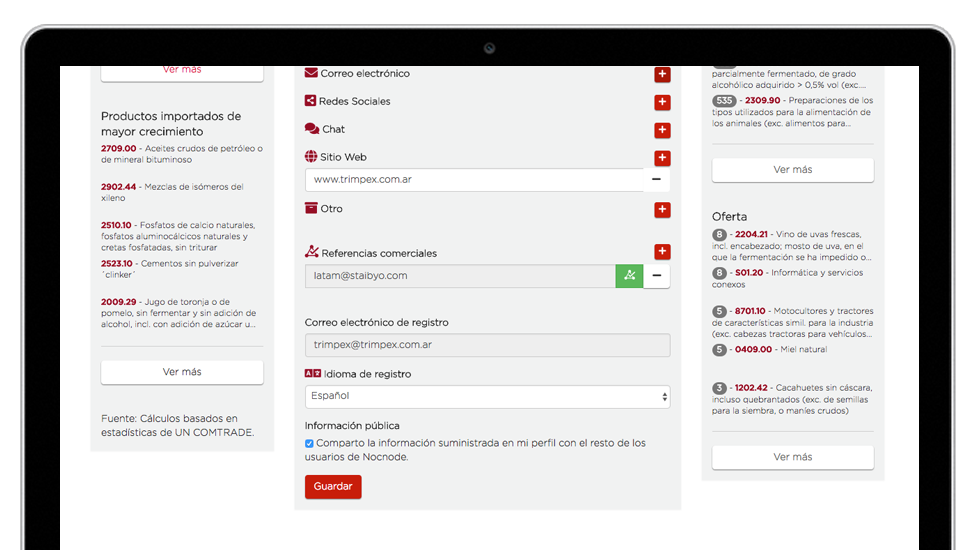 Ver más
Productos importados de
mayor crecimiento
2709.00 - Aceites crudos de petróleo o
de mineral bituminoso
2902.44 - Mezclas de isómeros del
xileno
2510.10 - Fosfatos de calcio naturales,
fosfatos aluminocálcicos naturales y
cretas fosfatadas, sin triturar
2523.10 - Cementos sin pulverizar
´clinker´
2009.29 - Jugo de toronja o de
pomelo, sin fermentar y sin adición de
alcohol, incl. con adición de azúcar u...
Ver más
Fuente: Cálculos basados en
estadísticas de UN COMTRADE.
Correo electrónico
Redes Sociales
Chat
Sitio Web
www.trimpex.com.ar
Otro
Referencias comerciales
latam@staibyo.com
Correo electrónico de registro
trimpex@trimpex.com.ar
Idioma de registro
Español
Información pública
Comparto la información suministrada en mi perfil con el resto de los
usuarios de Nocnode.
Guardar
parcialmente fermentado, de grado
alcohólico adquirido > 0,5% vol (exc....
535 - 2309.90 - Preparaciones de los
tipos utilizados para la alimentación de
los animales (exc. alimentos para...
Ver más
Oferta
8 - 2204.21 - Vino de uvas frescas,
incl. encabezado; mosto de uva, en el
que la fermentación se ha impedido o...
8 - S01.20 - Informática y servicios
conexos
5 - 8701.10 - Motocultores y tractores
de características simil. para la industria
(exc. cabezas tractoras para vehículos...
5 - 0409.00 - Miel natural
3 - 1202.42 - Cacahuetes sin cáscara,
incluso quebrantados (exc. de semillas
para la siembra, o maníes crudos)
Ver más